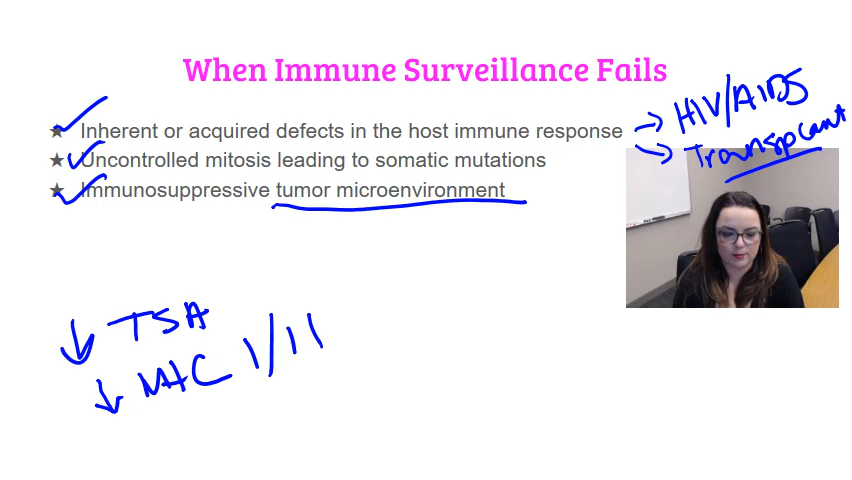 When Immune Surveillance Fails
★ Inherent or acquired defects in the host immune response
→ HIV/AIDS
→ Transplant
★ Uncontrolled mitosis leading to somatic mutations
★ Immunosuppressive tumor microenvironment
↓ TSA
↓ MHC I/II